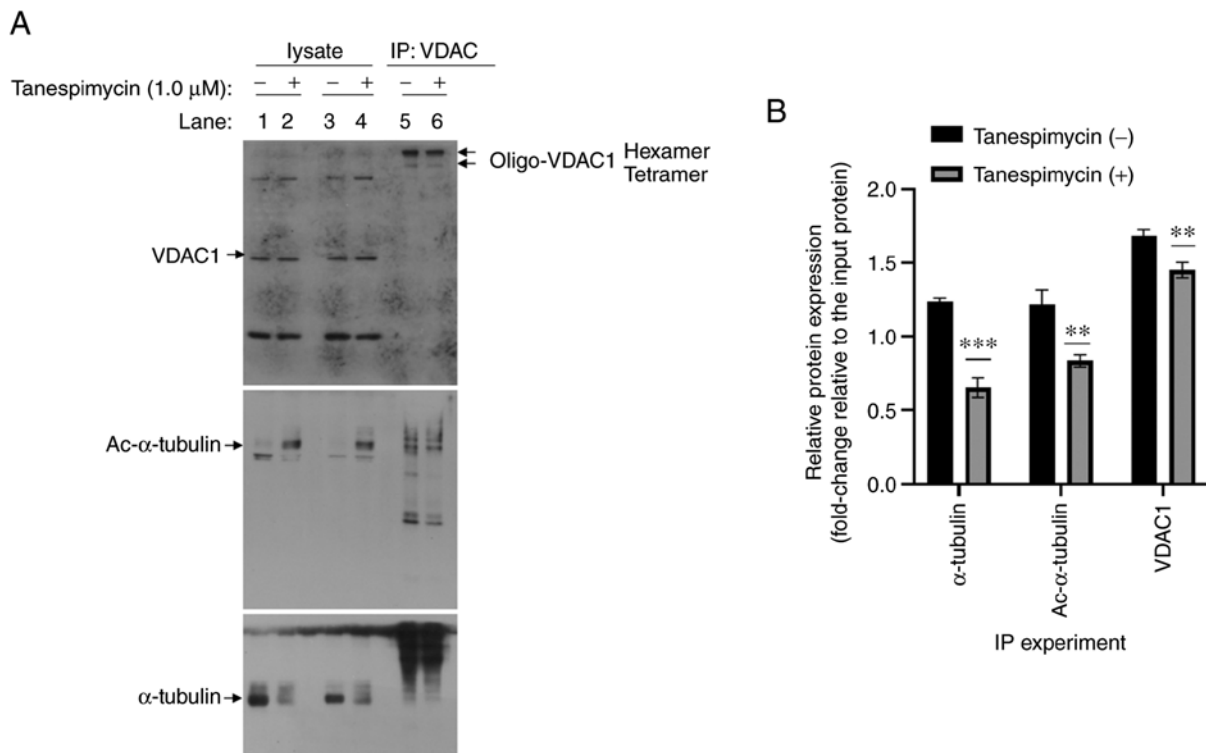 A
lysate
IP: VDAC
Tanespimycin (1.0 μM):
− + − + − +
Lane: 1 2 3 4 5 6
Oligo-VDAC1
Hexamer
Tetramer
VDAC1
Ac-α-tubulin
α-tubulin
B
Tanespimycin (−)
Tanespimycin (+)
Relative protein expression
(fold-change relative to the input protein)
2.0
1.5
1.0
0.5
0.0
***
**
**
α-tubulin
Ac-α-tubulin
VDAC1
IP experiment